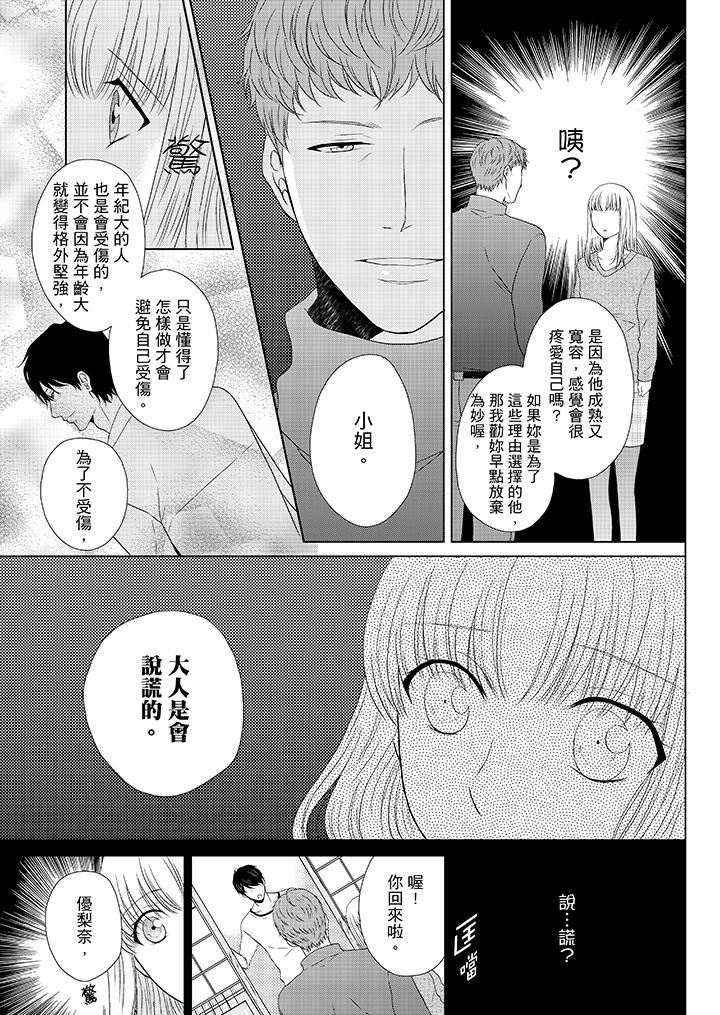 咦？
是因為他成熟又
寬容，感覺會很
疼愛自己嗎？
如果妳是為了
這些理由選擇的他，
那我勸妳早點放棄
為妙喔，
小姐。
驚
年紀大的人
也是會受傷的，
並不會因為年齡大
就變得格外堅強，
只是懂得了
怎樣做才會
避免自己受傷。
為了不受傷，
大人是會
說謊的。
說…謊？
匡噹
喔！
你回來啦。
優梨奈，
驚